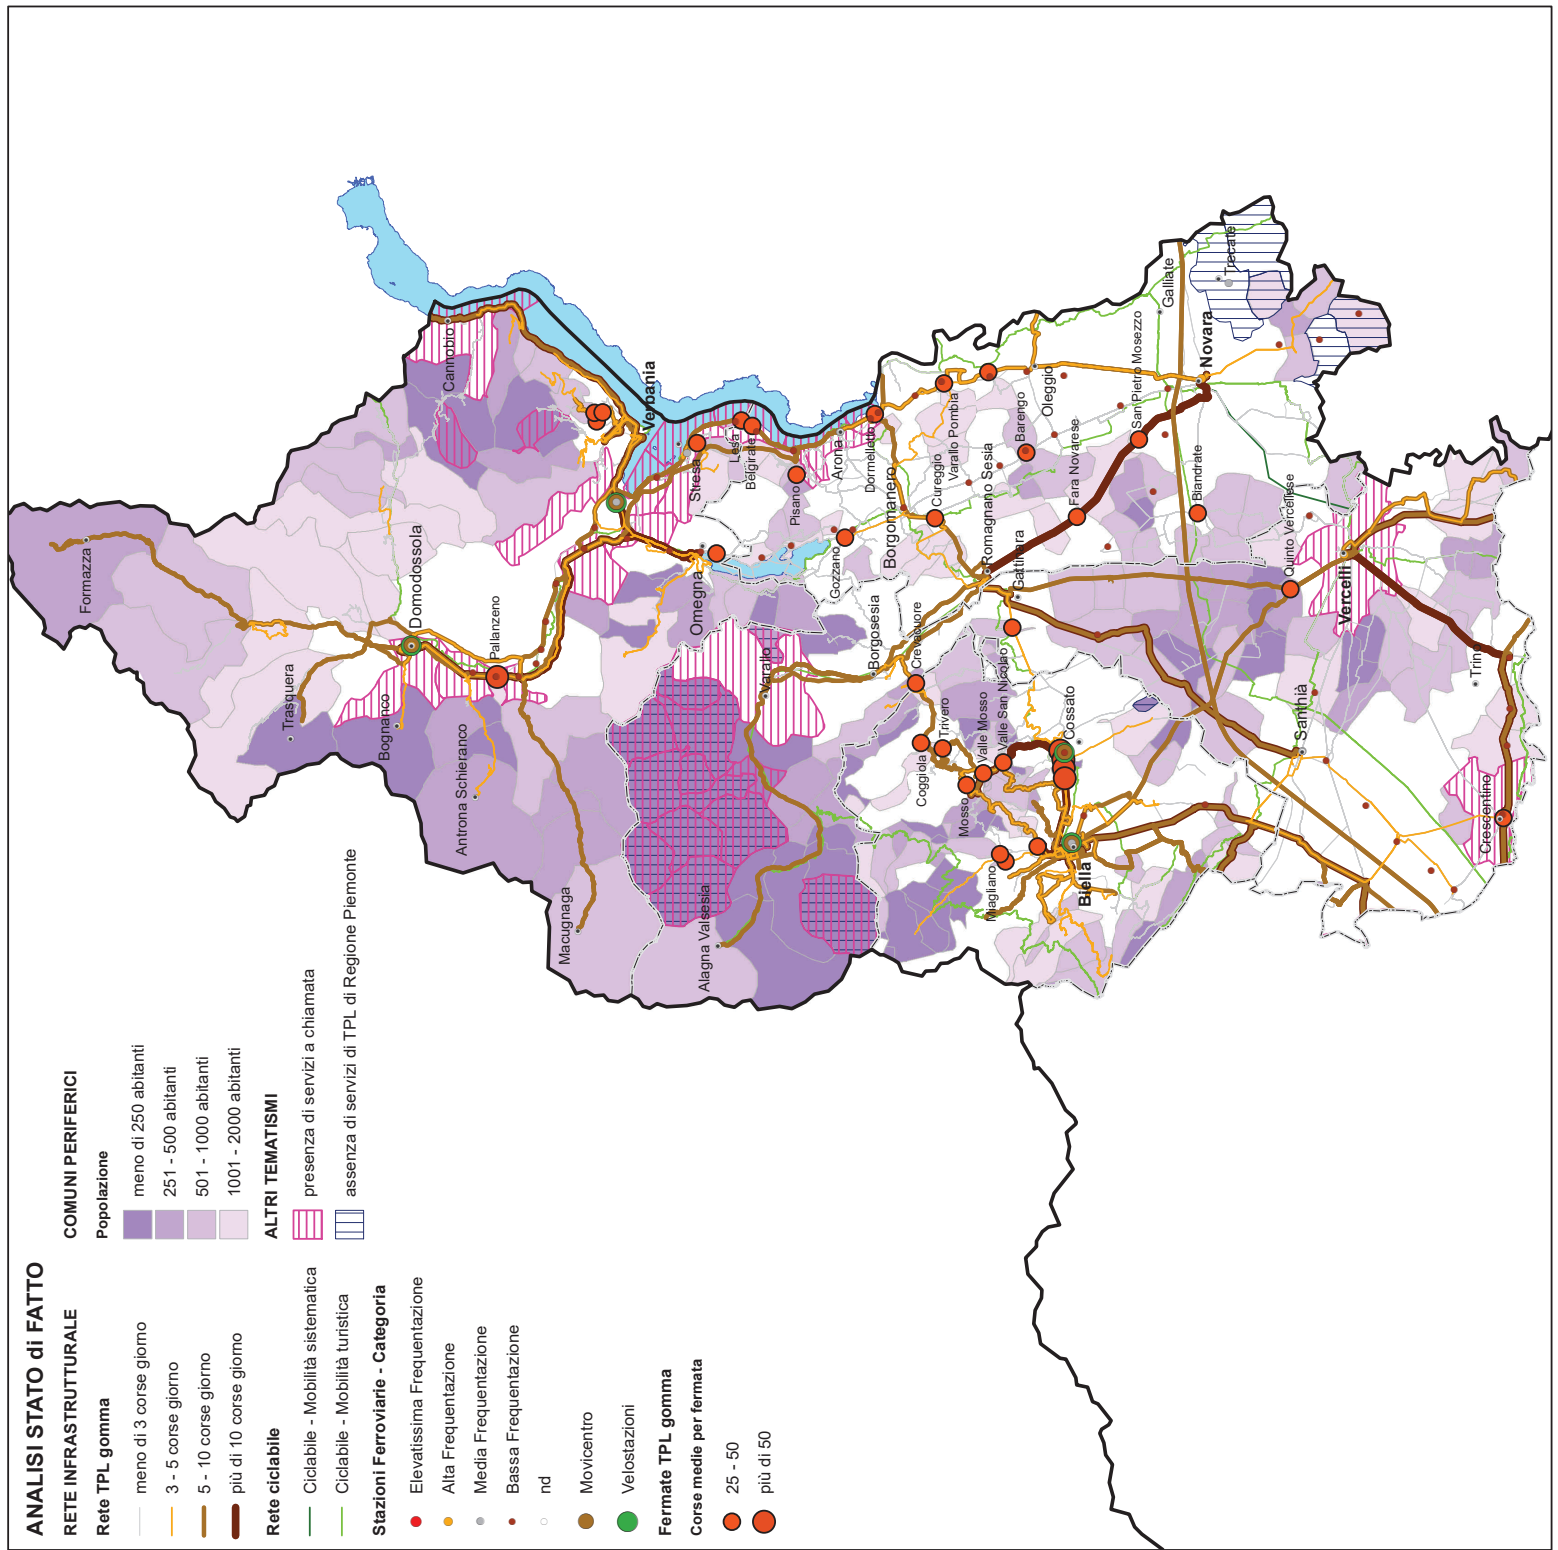 ANALISI STATO di FATTO
RETE INFRASTRUTTURALE
Rete TPL gomma
meno di 3 corse giorno
3 - 5 corse giorno
5 - 10 corse giorno
più di 10 corse giorno
Rete ciclabile
Ciclabile - Mobilità sistematica
Ciclabile - Mobilità turistica
Stazioni Ferroviarie - Categoria
Elevatissima Frequentazione
Alta Frequentazione
Media Frequentazione
Bassa Frequentazione
nd
Movicentro
Velostazioni
Fermate TPL gomma
Corse medie per fermata
25 - 50
più di 50
COMUNI PERIFERICI
Popolazione
meno di 250 abitanti
251 - 500 abitanti
501 - 1000 abitanti
1001 - 2000 abitanti
ALTRI TEMATISMI
presenza di servizi a chiamata
assenza di servizi di TPL di Regione Piemonte
Formazza
Trasquera
Domodossola
Bognanco
Pallanzeno
Antrona Schieranco
Macugnaga
Cannobio
Verbania
Omegna
Stresa
Lesa
Belgirate
Pisano
Arona
Dormelletto
Alagna Valsesia
Varallo
Gozzano
Borgomanero
Borgosesia
Cureggio
Varallo Pombia
Crevacuore
Coggiola
Trivero
Romagnano Sesia
Mosso
Valle Mosso
Valle San Nicolao
Gattinara
Barengo
Oleggio
Miagliano
Biella
Cossato
Fara Novarese
San Pietro Mosezzo
Galliate
Biandrate
Novara
Trecate
Quinto Vercellese
Santhià
Vercelli
Trino
Crescentino